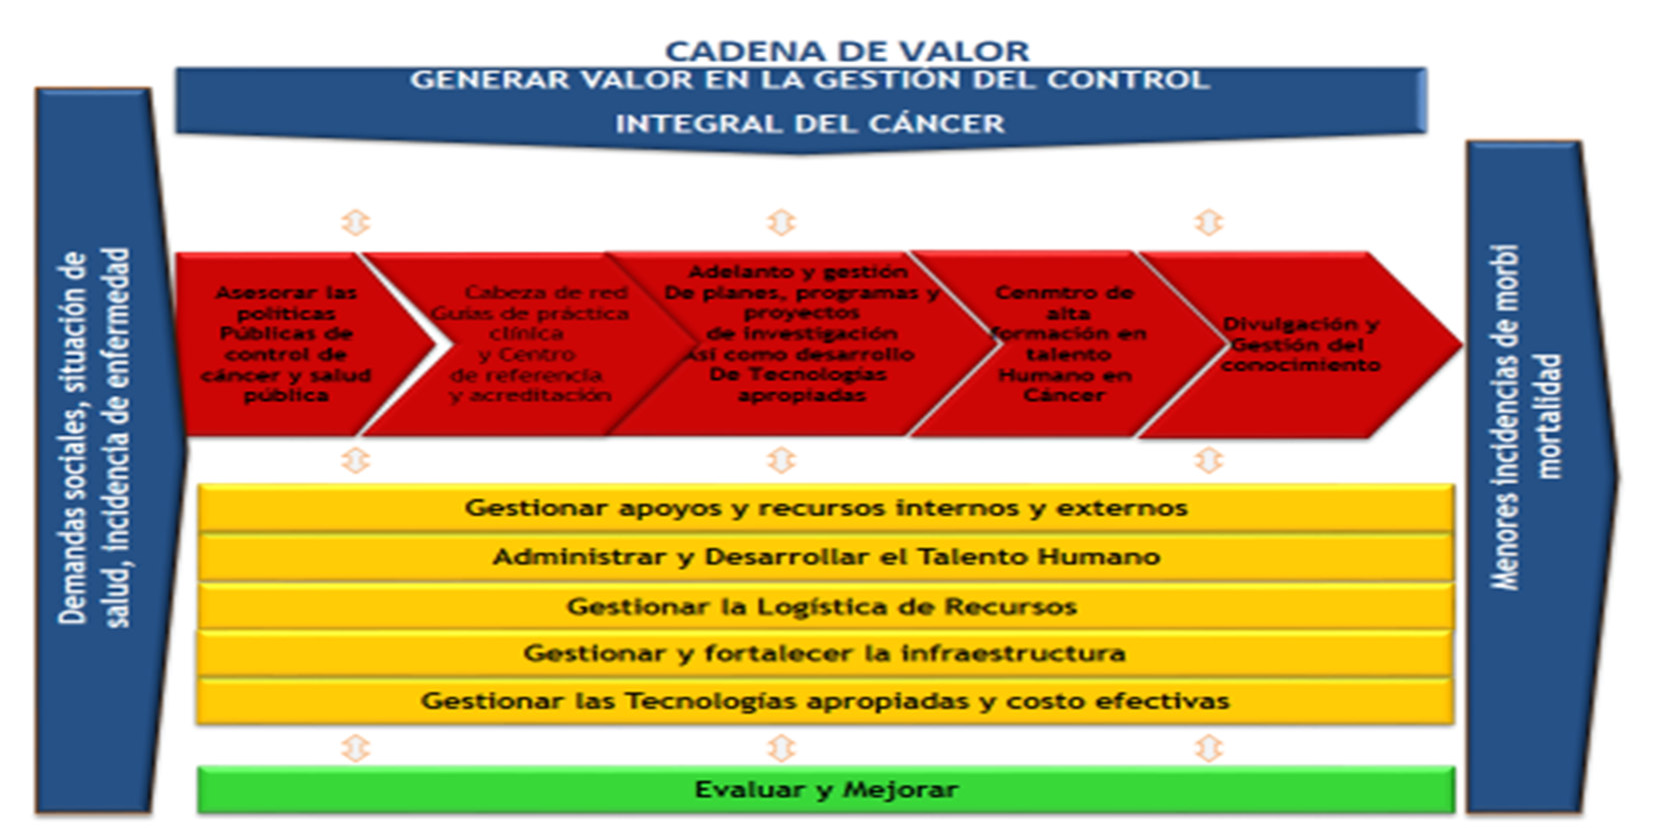 CADENA DE VALOR
GENERAR VALOR EN LA GESTIÓN DEL CONTROL
INTEGRAL DEL CÁNCER
Demandas sociales, situación de
salud, incidencia de enfermedad
Asesorar las
políticas
Públicas de
control de
cáncer y salud
pública
Cabeza de red
Guías de práctica
clínica
y Centro
de referencia
y acreditación
Adelanto y gestión
De planes, programas y
proyectos
de Investigación
Así como desarrollo
De Tecnologías
apropiadas
Cenmtro de
alta
formación en
talento
Humano en
Cáncer
Divulgación y
Gestión del
conocimiento
Gestionar apoyos y recursos internos y externos
Administrar y Desarrollar el Talento Humano
Gestionar la Logística de Recursos
Gestionar y fortalecer la infraestructura
Gestionar las Tecnologías apropiadas y costo efectivas
Evaluar y Mejorar
Menores incidencias de morbi
mortalidad